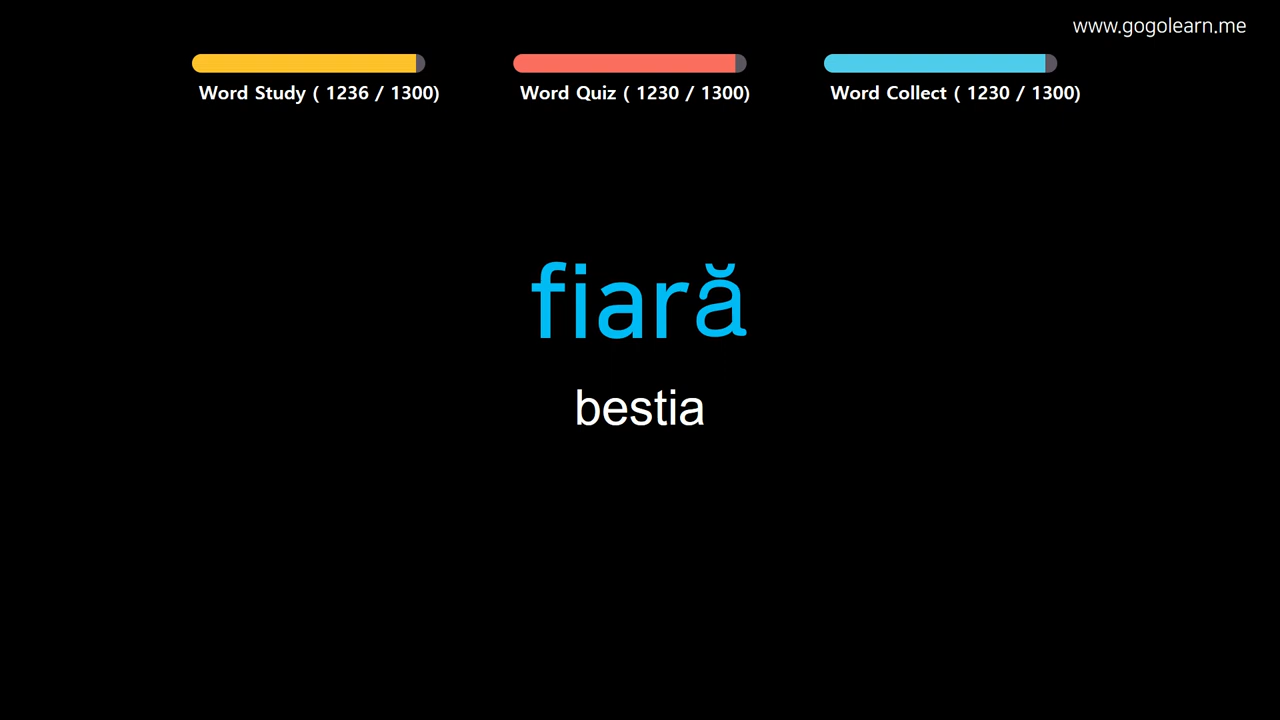 www.gogolearn.me
Word Study ( 1236 / 1300)
Word Quiz ( 1230 / 1300)
Word Collect ( 1230 / 1300)
fiară
bestia